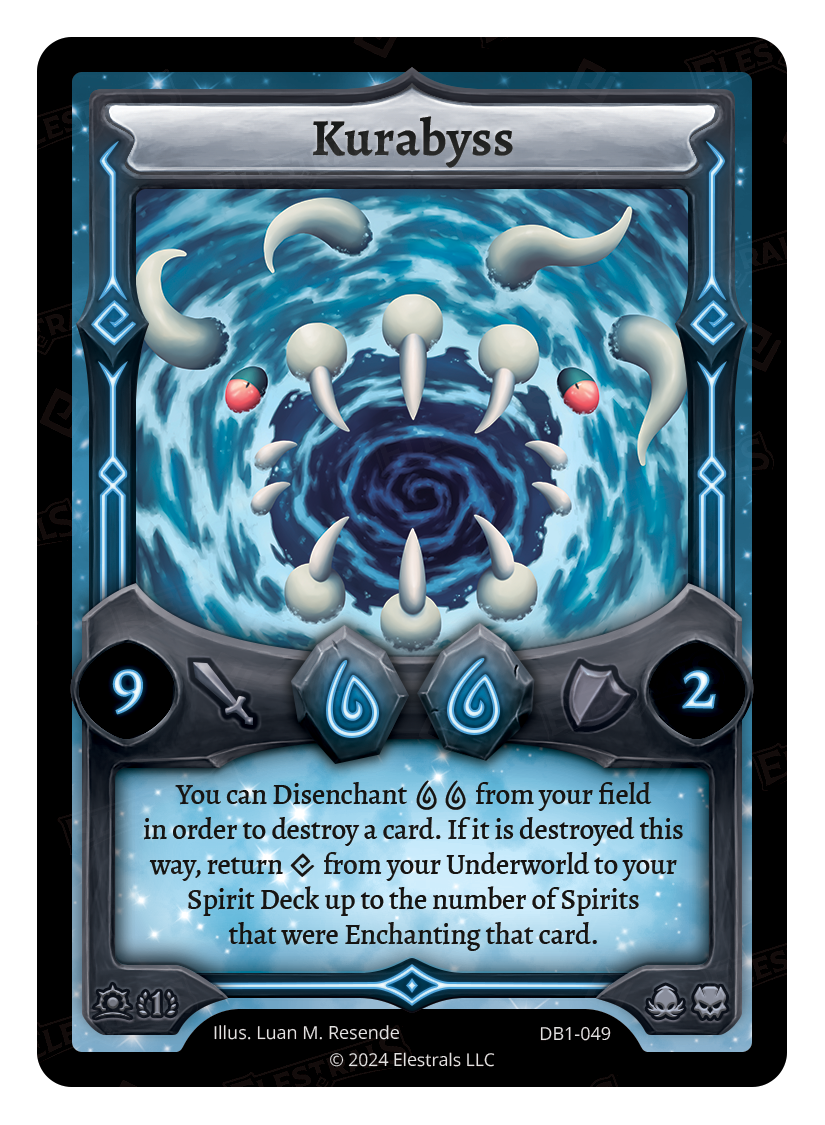 Kurabyss
9
2
You can Disenchant from your field
in order to destroy a card. If it is destroyed this
way, return from your Underworld to your
Spirit Deck up to the number of Spirits
that were Enchanting that card.
1
Illus. Luan M. Resende
DB1-049
© 2024 Elestrals LLC